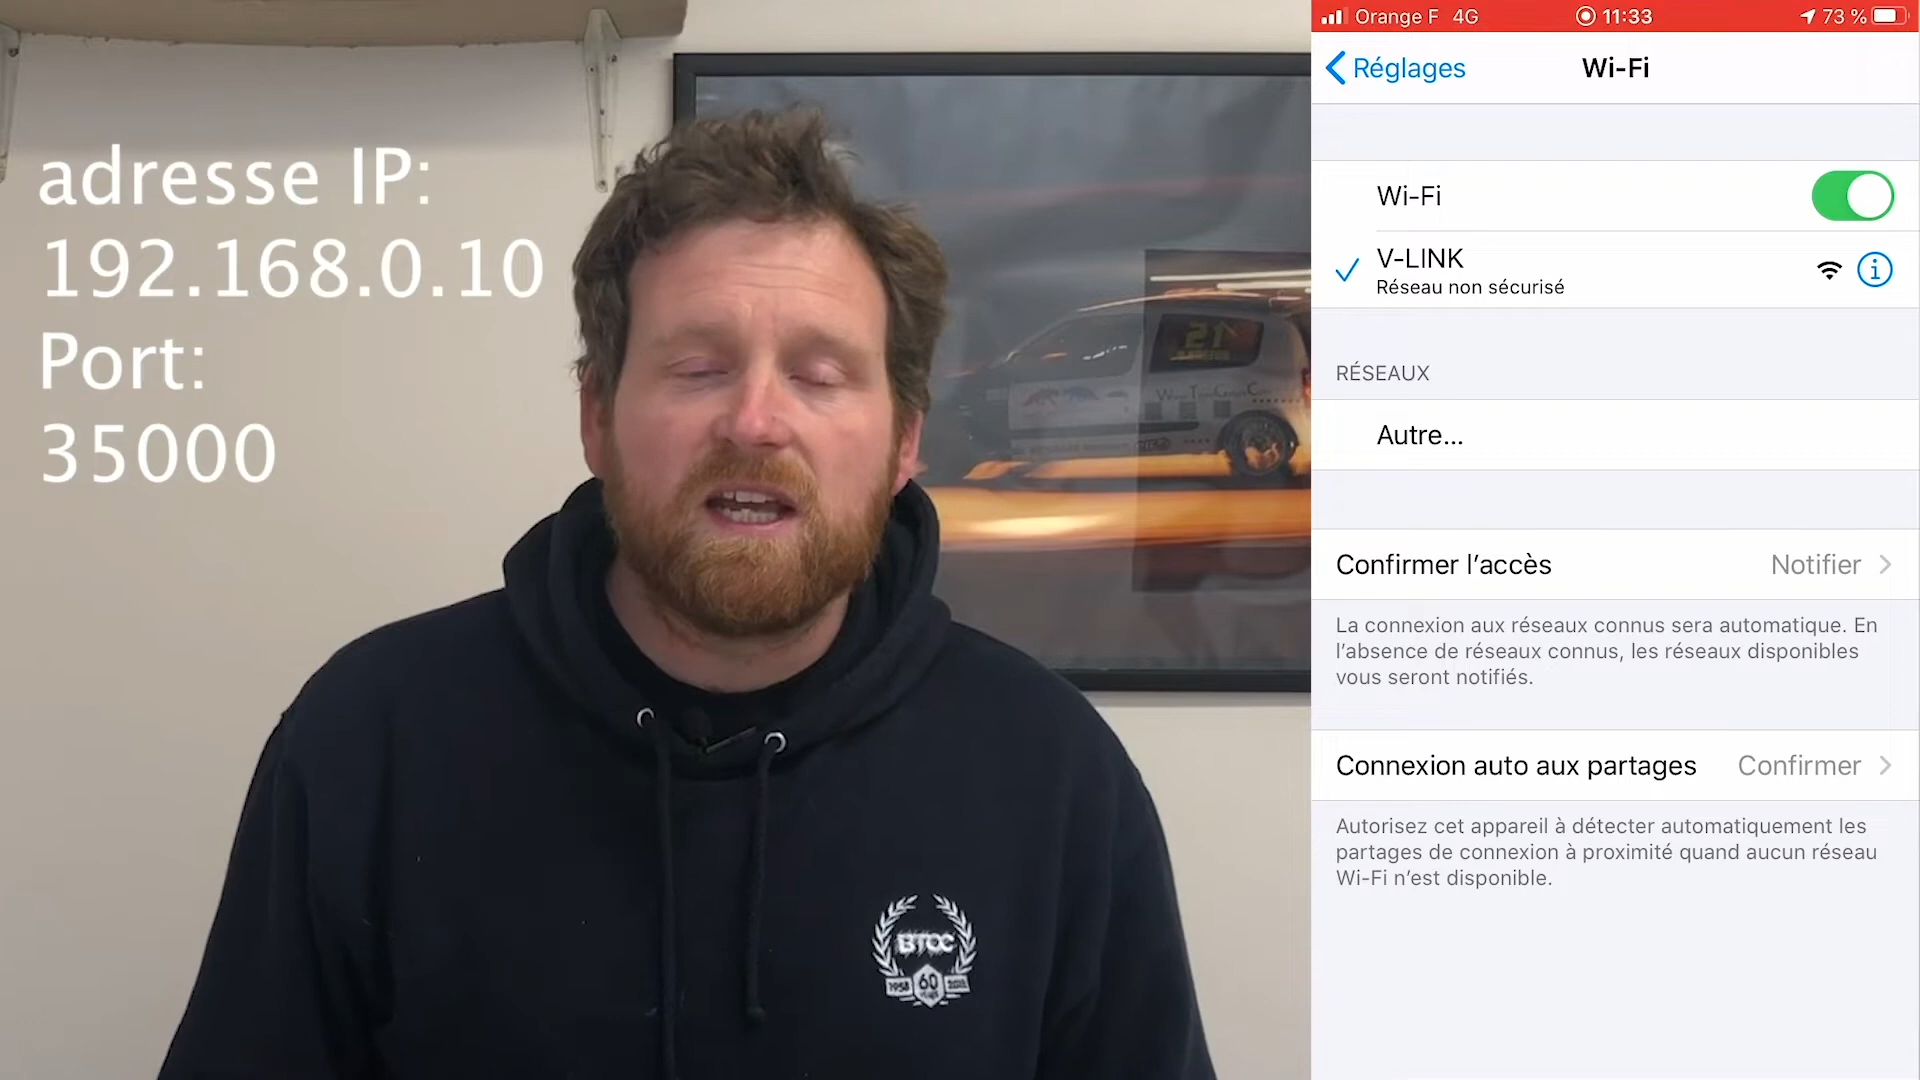 adresse IP:
192.168.0.10
Port:
35000
Orange F 4G
11:33
73 %
Réglages
Wi-Fi
Wi-Fi
V-LINK
Réseau non sécurisé
RÉSEAUX
Autre...
Confirmer l’accès
Notifier
La connexion aux réseaux connus sera automatique. En
l’absence de réseaux connus, les réseaux disponibles
vous seront notifiés.
Connexion auto aux partages
Confirmer
Autorisez cet appareil à détecter automatiquement les
partages de connexion à proximité quand aucun réseau
Wi-Fi n’est disponible.
BTCC
1958
60